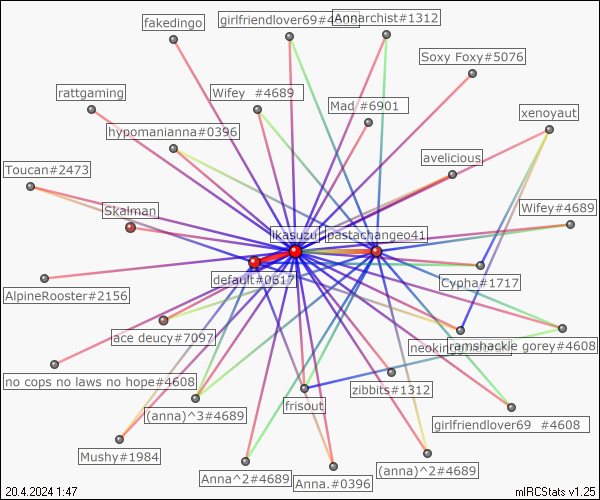 fakedingo
girlfriendlover69#4608
Annarchist#1312
Soxy Foxy#5076
rattgaming
Wifey #4689
Mad #6901
xenoyaut
hypomanianna#0396
avelicious
Toucan#2473
Skalman
Wifey#4689
ikasuzu
pastachangeo41
default#0617
Cypha#1717
AlpineRooster#2156
ace deucy#7097
ramshackle gorey#4608
no cops no laws no hope#4608
zibbits#1312
(anna)^3#4689
frisout
girlfriendlover69 #4608
Mushy#1984
Anna^2#4689
Anna.#0396
(anna)^2#4689
20.4.2024 1:47
mIRCStats v1.25